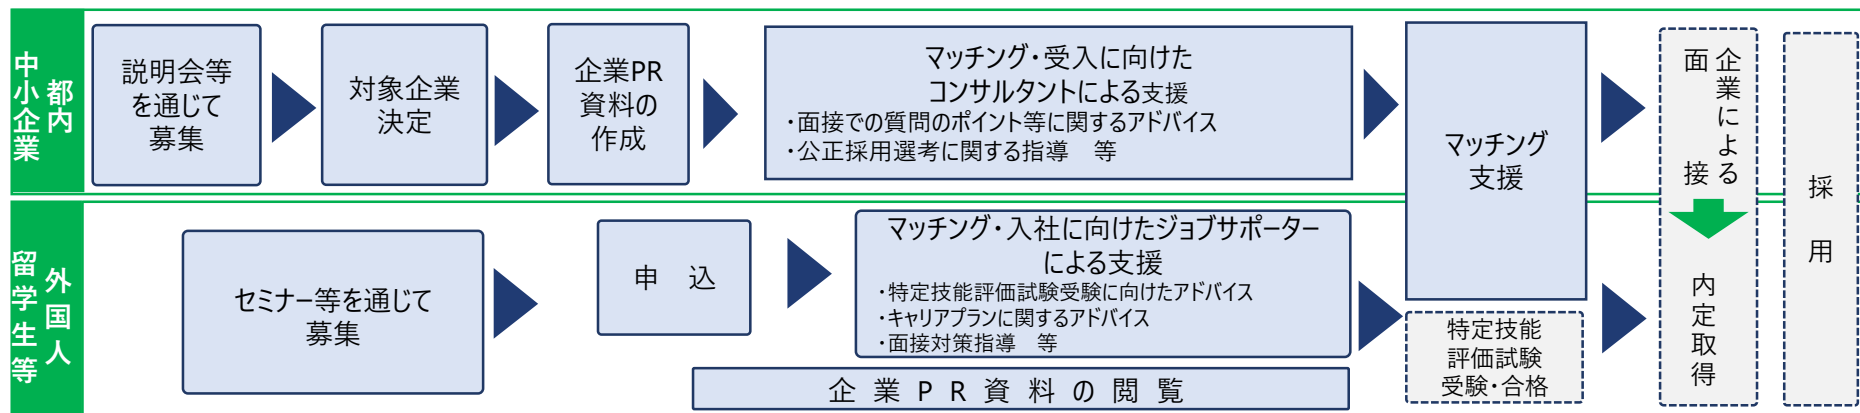 都内
中小企業
説明会等
を通じて
募集
対象企業
決定
企業PR
資料の
作成
マッチング・受入に向けた
コンサルタントによる支援
・面接での質問のポイント等に関するアドバイス
・公正採用選考に関する指導　等
マッチング
支援
企業による
面接
内定取得
採用
外国人
留学生等
セミナー等を通じて
募集
申　込
マッチング・入社に向けたジョブサポーター
による支援
・特定技能評価試験受験に向けたアドバイス
・キャリアプランに関するアドバイス
・面接対策指導　等
企業PR資料の閲覧
特定技能
評価試験
受験・合格